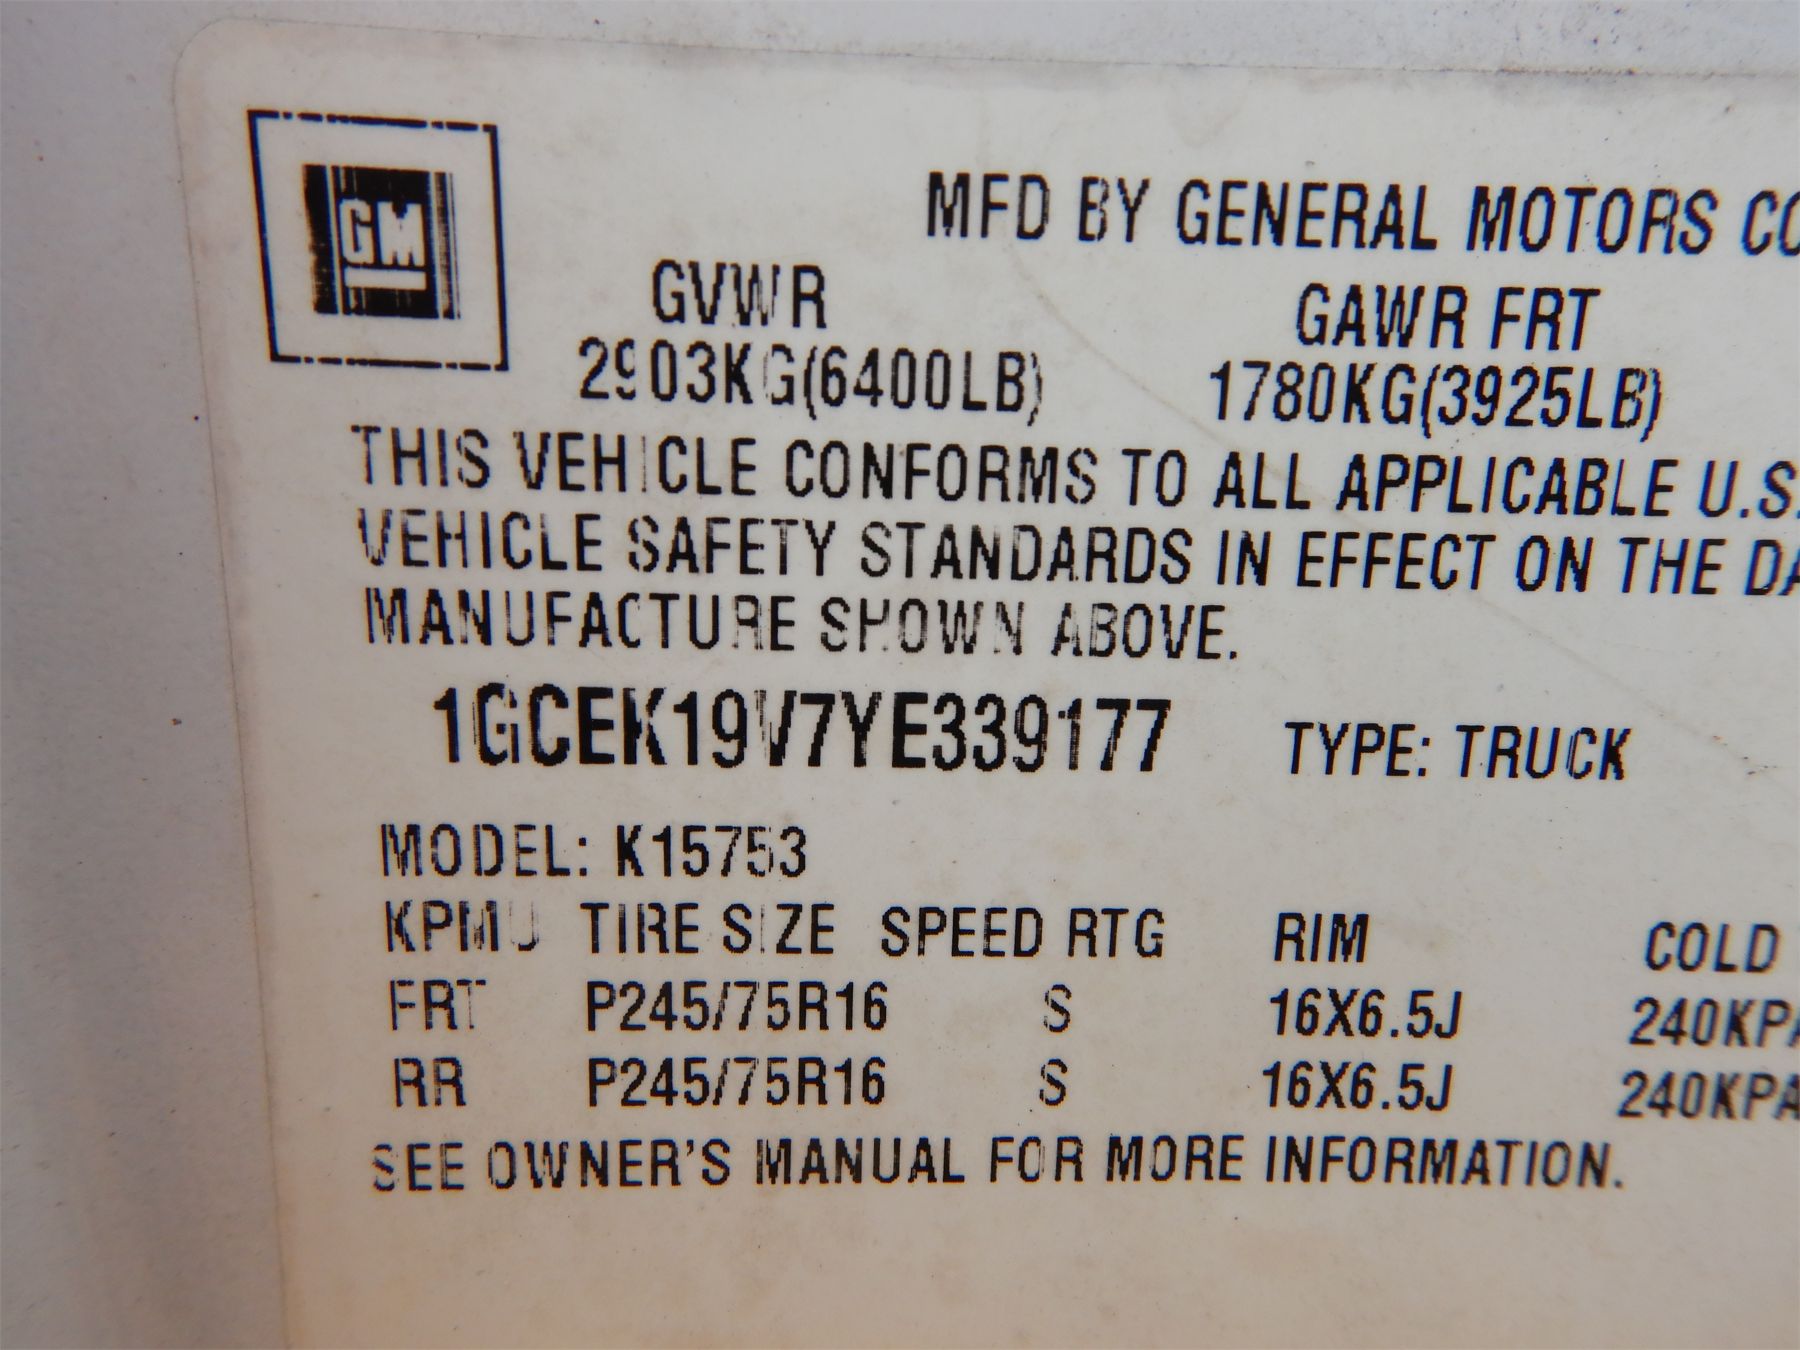 GM
MFD BY GENERAL MOTORS CO
GVWR GAWR FRT
2903KG(6400LB) 1780KG(3925LB)
THIS VEHICLE CONFORMS TO ALL APPLICABLE U.S.
VEHICLE SAFETY STANDARDS IN EFFECT ON THE DA
MANUFACTURE SHOWN ABOVE.
1GCEK19V7YE339177 TYPE: TRUCK
MODEL: K15753
KPMU TIRE SIZE SPEED RTG RIM COLD
FRT P245/75R16 S 16X6.5J 240KPA
RR P245/75R16 S 16X6.5J 240KPA
SEE OWNER'S MANUAL FOR MORE INFORMATION.